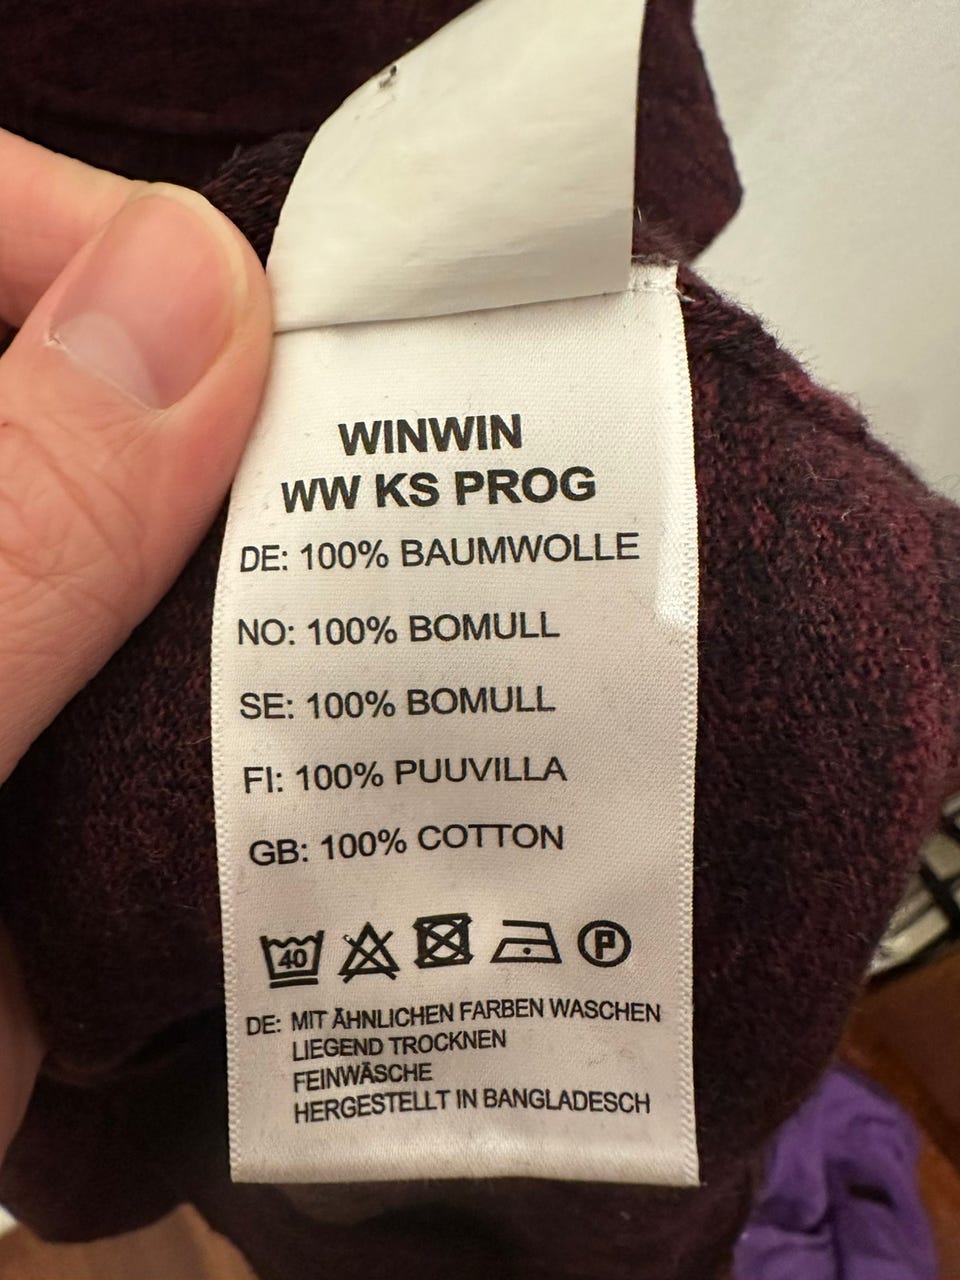 WINWIN
WW KS PROG
DE: 100% BAUMWOLLE
NO: 100% BOMULL
SE: 100% BOMULL
FI: 100% PUUVILLA
GB: 100% COTTON
40 P
DE: MIT ÄHNLICHEN FARBEN WASCHEN
LIEGEND TROCKNEN
FEINWÄSCHE
HERGESTELLT IN BANGLADESCH